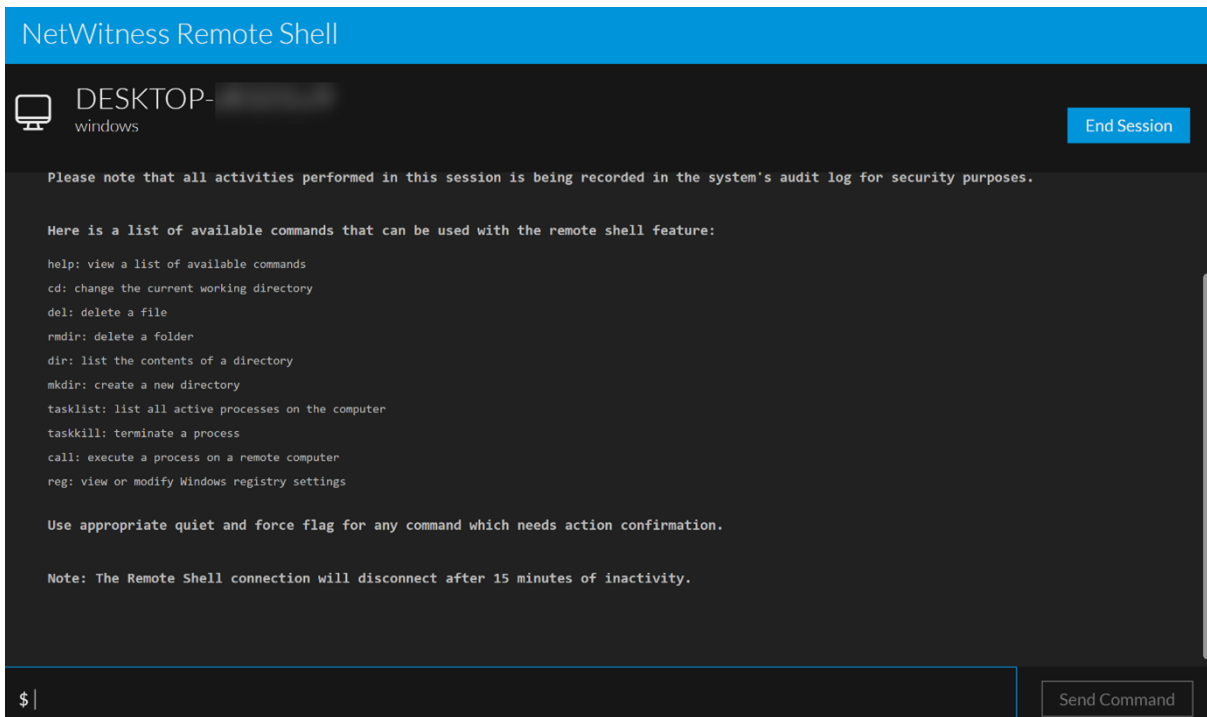 NetWitness Remote Shell
DESKTOP-
windows
End Session
Please note that all activities performed in this session is being recorded in the system's audit log for security purposes.
Here is a list of available commands that can be used with the remote shell feature:
help: view a list of available commands
cd: change the current working directory
del: delete a file
rmdir: delete a folder
dir: list the contents of a directory
mkdir: create a new directory
tasklist: list all active processes on the computer
taskkill: terminate a process
call: execute a process on a remote computer
reg: view or modify Windows registry settings
Use appropriate quiet and force flag for any command which needs action confirmation.
Note: The Remote Shell connection will disconnect after 15 minutes of inactivity.
$
Send Command